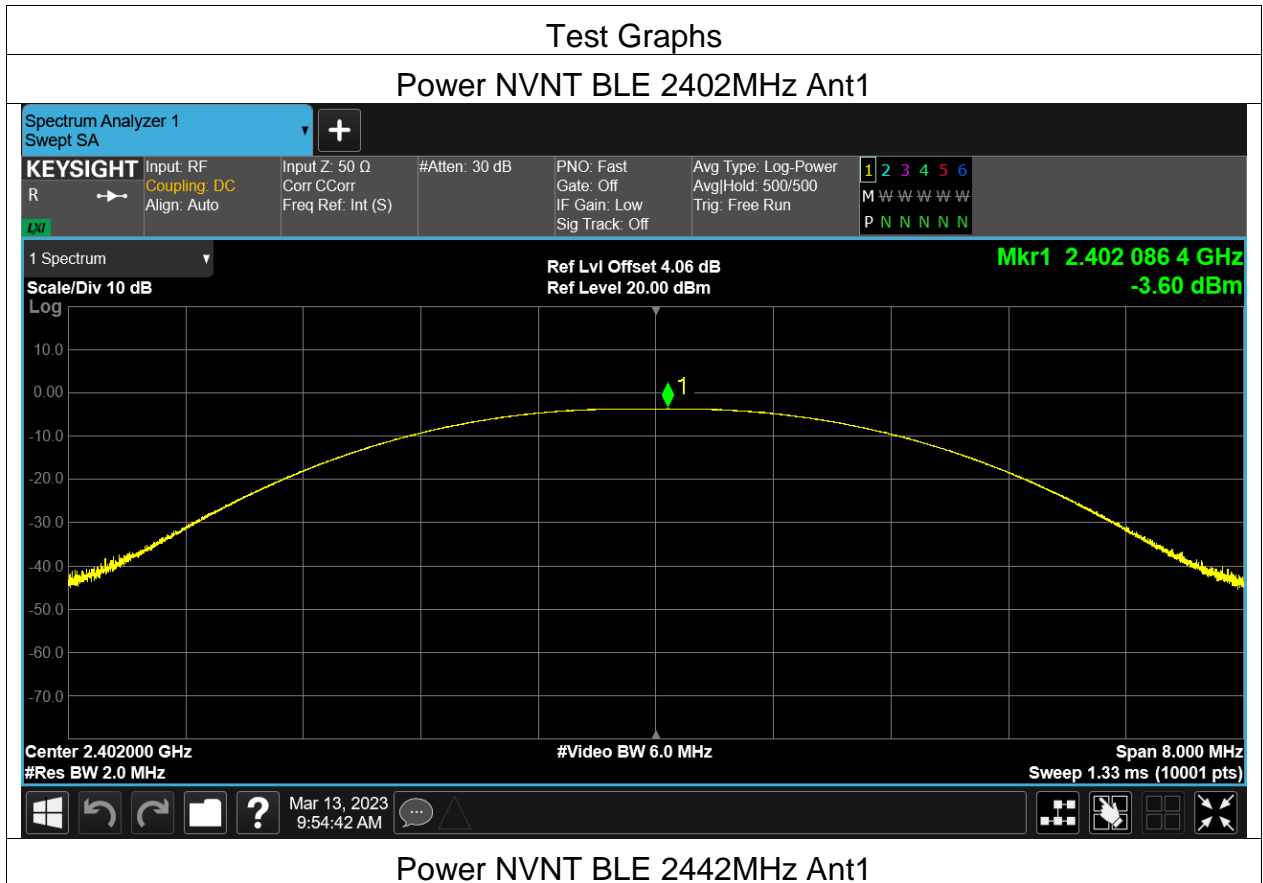 Test Graphs
Power NVNT BLE 2402MHz Ant1
Spectrum Analyzer 1
Swept SA
KEYSIGHT
R
LXI
Input: RF
Coupling: DC
Align: Auto
Input Z: 50 Ω
Corr CCorr
Freq Ref: Int (S)
#Atten: 30 dB
PNO: Fast
Gate: Off
IF Gain: Low
Sig Track: Off
Avg Type: Log-Power
Avg|Hold: 500/500
Trig: Free Run
1 2 3 4 5 6
M W W W W W
P N N N N N
1 Spectrum
Scale/Div 10 dB
Log
Ref Lvl Offset 4.06 dB
Ref Level 20.00 dBm
Mkr1 2.402 086 4 GHz
-3.60 dBm
10.0
0.00
1
-10.0
-20.0
-30.0
-40.0
-50.0
-60.0
-70.0
Center 2.402000 GHz
#Res BW 2.0 MHz
#Video BW 6.0 MHz
Span 8.000 MHz
Sweep 1.33 ms (10001 pts)
?
Mar 13, 2023
9:54:42 AM
Power NVNT BLE 2442MHz Ant1